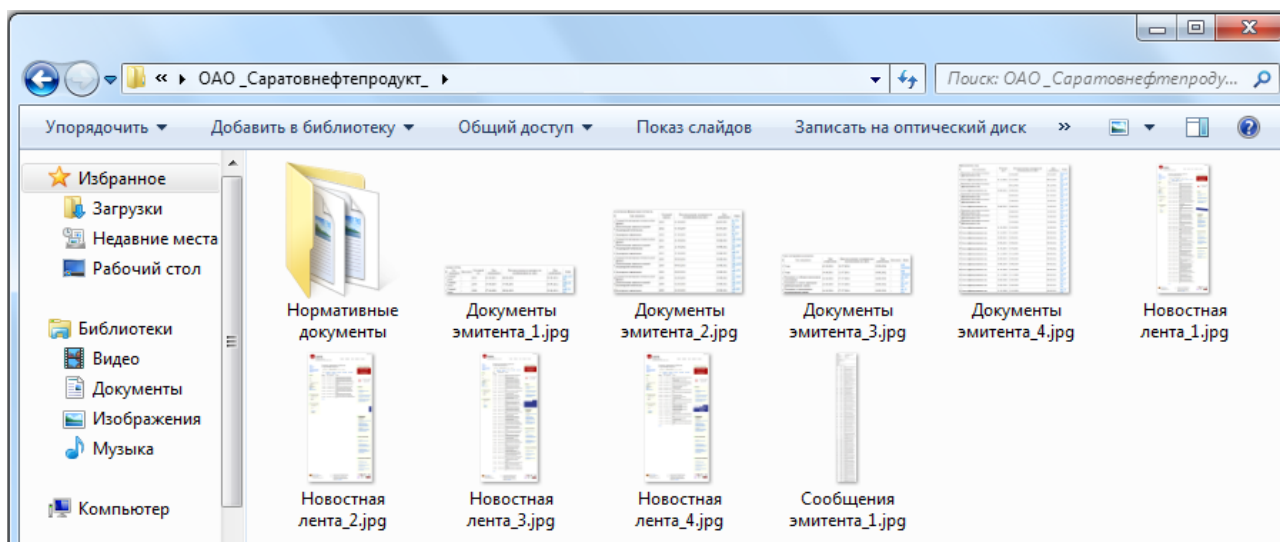 « ▸ ОАО _Саратовнефтепродукт_ ▸
Поиск: ОАО _Саратовнефтепроду...
Упорядочить Добавить в библиотеку Общий доступ Показ слайдов Записать на оптический диск »
Избранное
Загрузки
Недавние места
Рабочий стол
Библиотеки
Видео
Документы
Изображения
Музыка
Компьютер
Нормативные
документы
Документы
эмитента_1.jpg
Документы
эмитента_2.jpg
Документы
эмитента_3.jpg
Документы
эмитента_4.jpg
Новостная
лента_1.jpg
Новостная
лента_2.jpg
Новостная
лента_3.jpg
Новостная
лента_4.jpg
Сообщения
эмитента_1.jpg